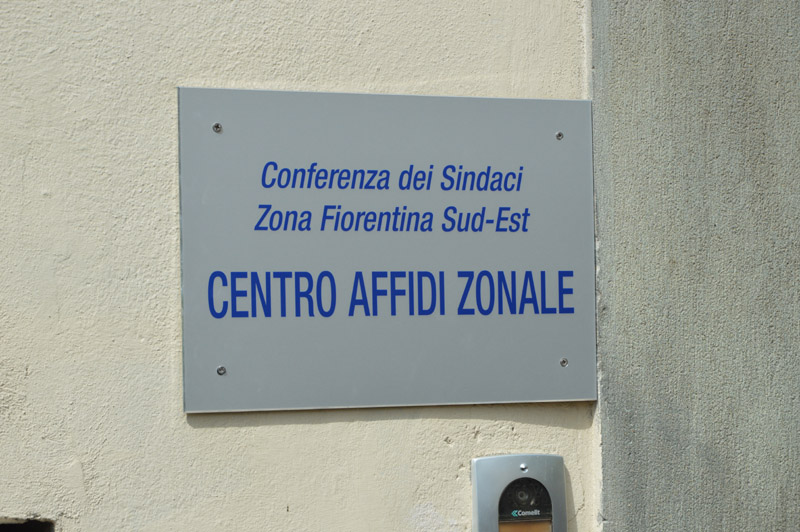 Conferenza dei Sindaci
Zona Fiorentina Sud-Est
CENTRO AFFIDI ZONALE
Comelit